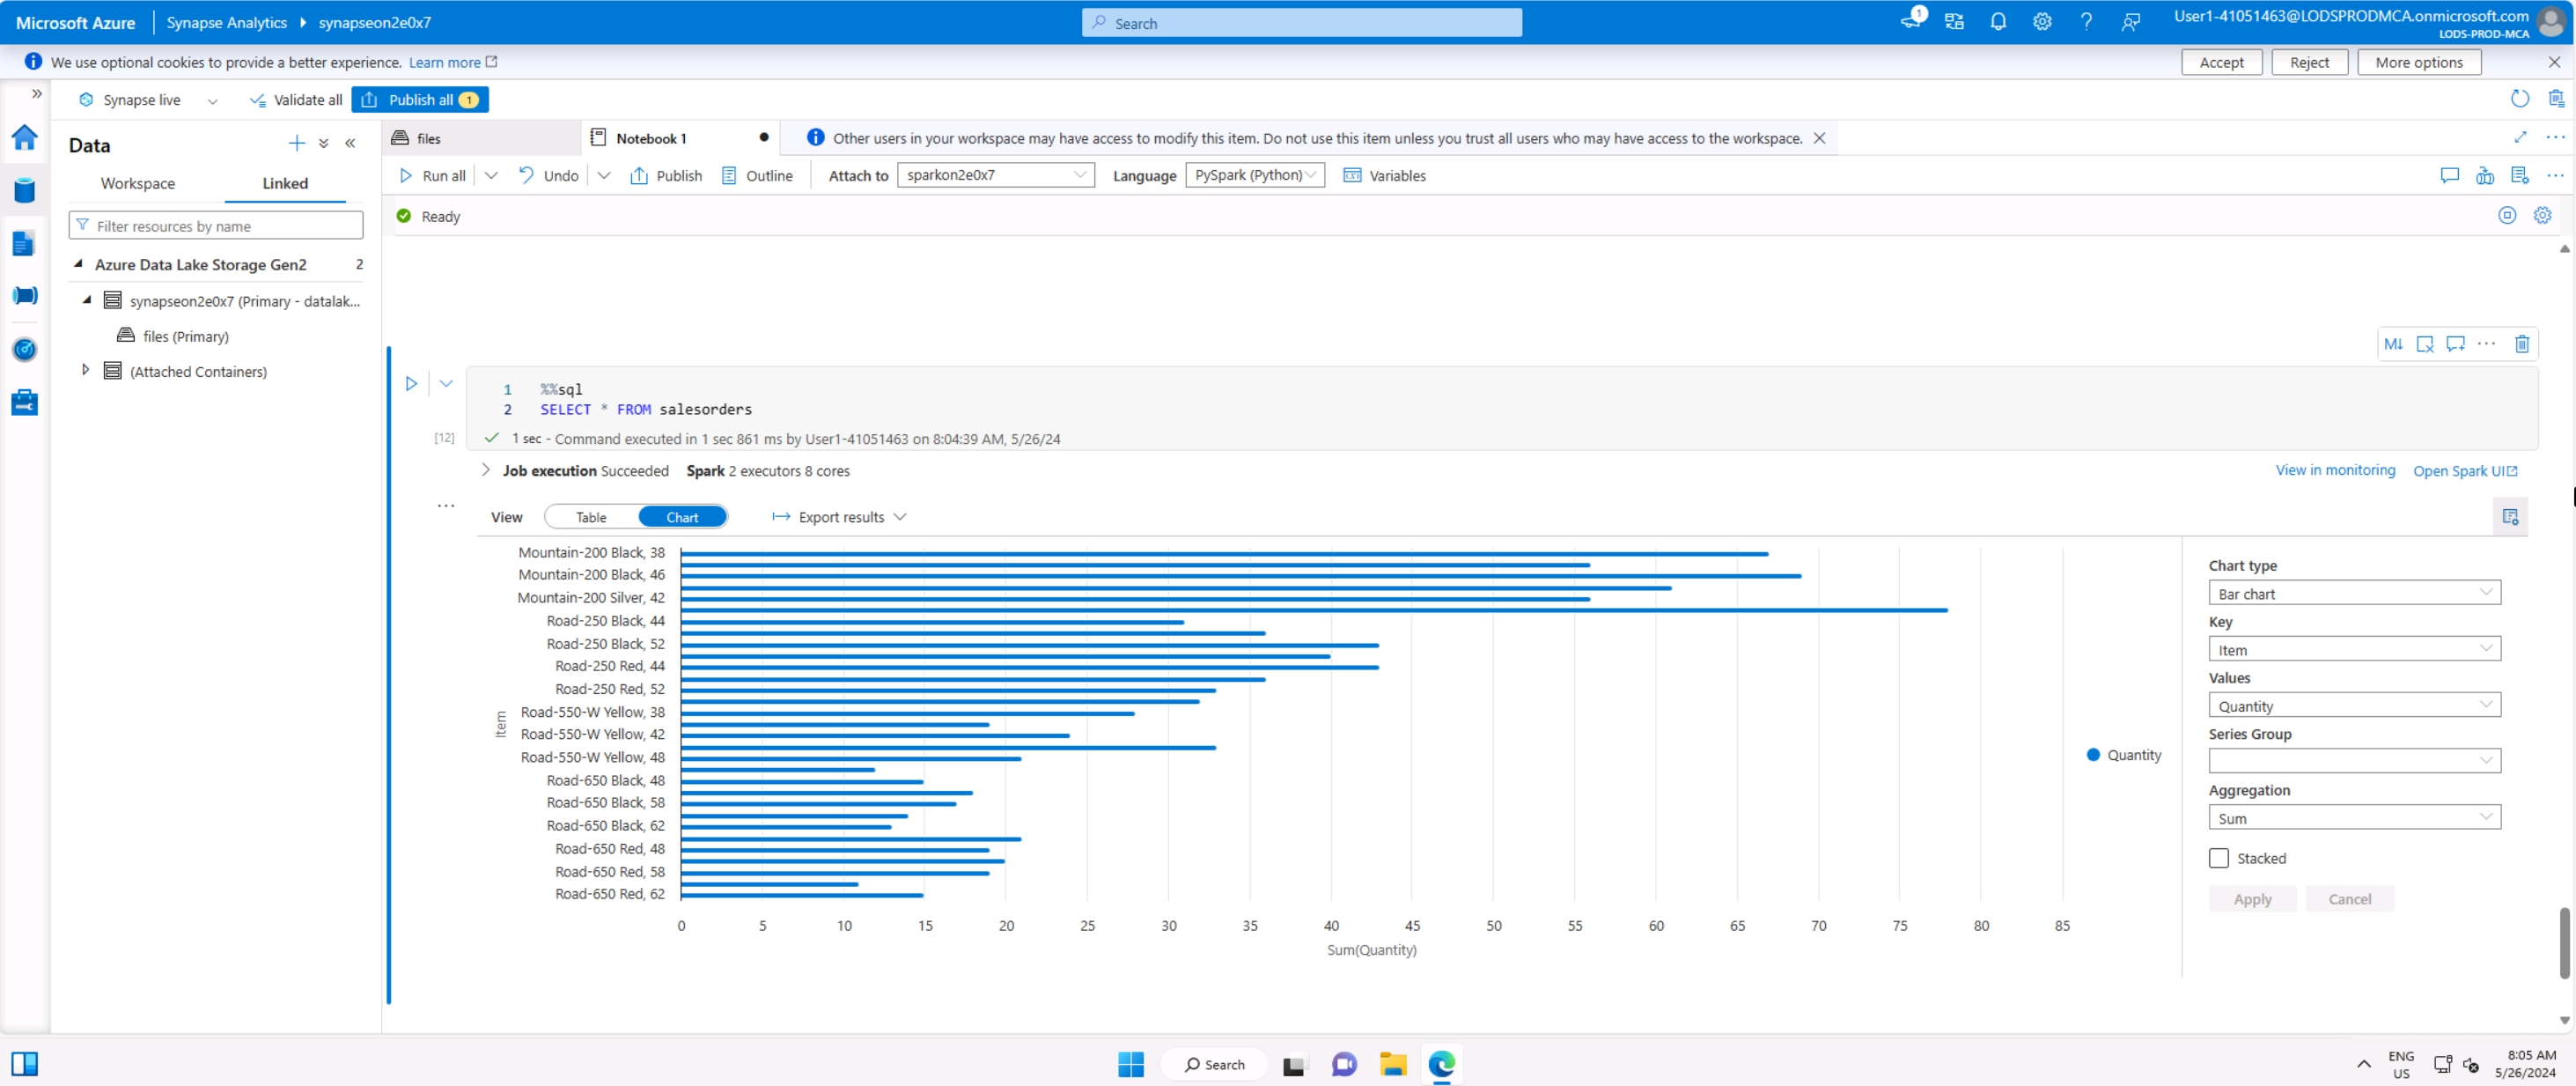 Microsoft Azure Synapse Analytics synapseon2e0x7 Search 1 User1-41051463@LODSPRODMCA.onmicrosoft.com
LODS-PROD-MCA
We use optional cookies to provide a better experience. Learn more Accept Reject More options
Synapse live Validate all Publish all 1
Data
Workspace Linked
Filter resources by name
Azure Data Lake Storage Gen2 2
synapseon2e0x7 (Primary - datalak...
files (Primary)
(Attached Containers)
files Notebook 1 Other users in your workspace may have access to modify this item. Do not use this item unless you trust all users who may have access to the workspace.
Run all Undo Publish Outline Attach to sparkon2e0x7 Language PySpark (Python) Variables
Ready
M↓
1 %%sql
2 SELECT * FROM salesorders
[12] 1 sec - Command executed in 1 sec 861 ms by User1-41051463 on 8:04:39 AM, 5/26/24
Job execution Succeeded Spark 2 executors 8 cores View in monitoring Open Spark UI
View Table Chart Export results
Mountain-200 Black, 38
Mountain-200 Black, 46
Mountain-200 Silver, 42
Road-250 Black, 44
Road-250 Black, 52
Road-250 Red, 44
Road-250 Red, 52
Road-550-W Yellow, 38
Road-550-W Yellow, 42
Road-550-W Yellow, 48
Road-650 Black, 48
Road-650 Black, 58
Road-650 Black, 62
Road-650 Red, 48
Road-650 Red, 58
Road-650 Red, 62
Item
0 5 10 15 20 25 30 35 40 45 50 55 60 65 70 75 80 85
Sum(Quantity)
Quantity
Chart type
Bar chart
Key
Item
Values
Quantity
Series Group
Aggregation
Sum
Stacked
Apply Cancel
Search
ENG
US
8:05 AM
5/26/2024